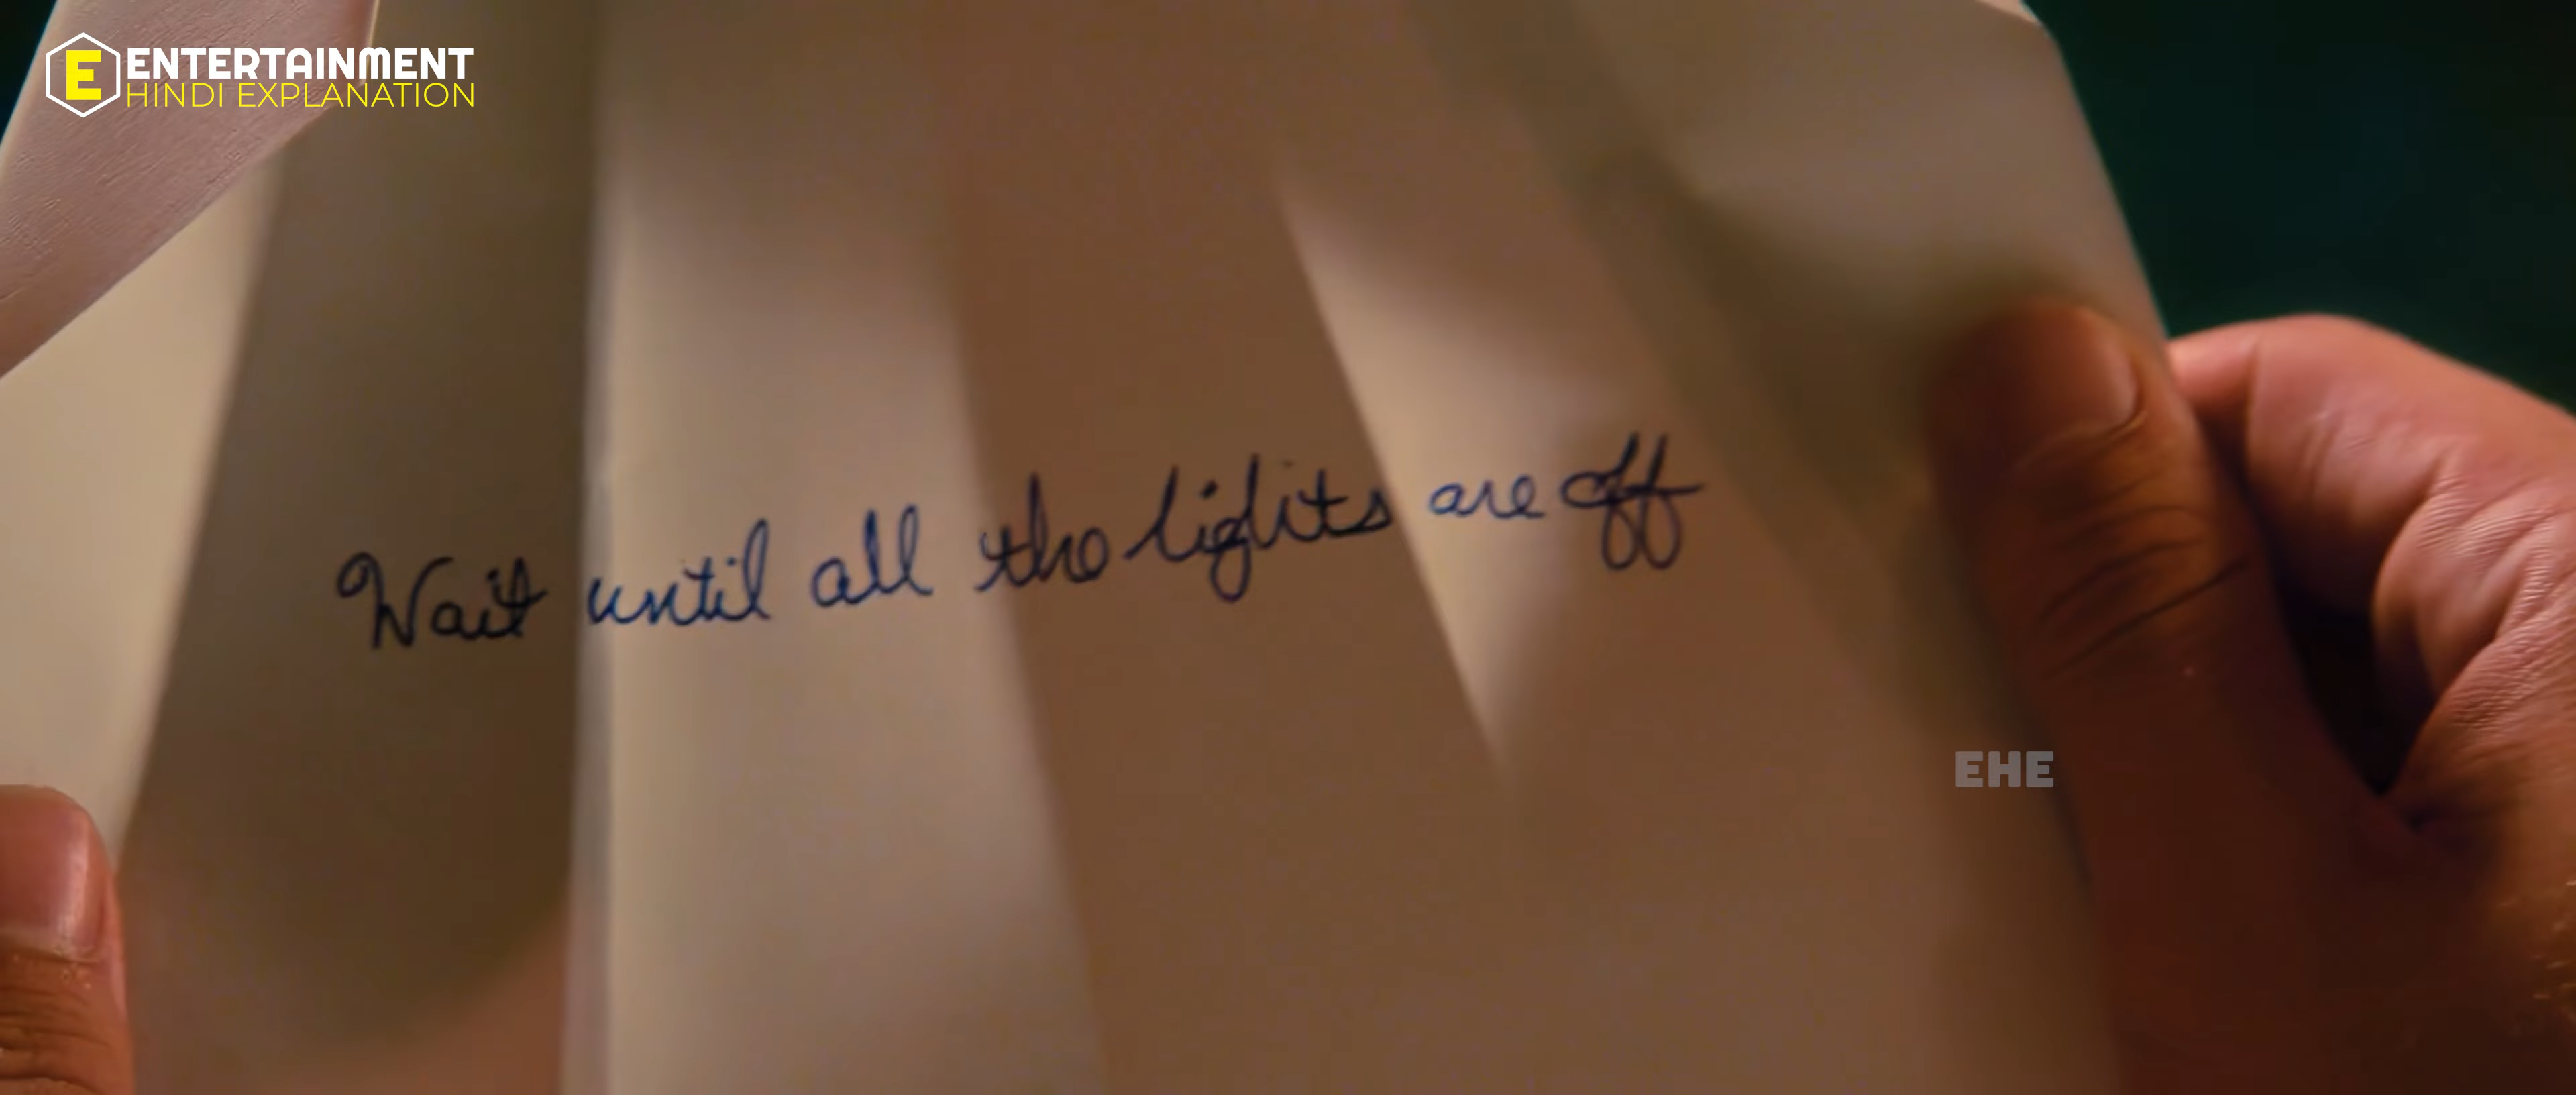 E ENTERTAINMENT
HINDI EXPLANATION
Wait until all the lights are off
EHE